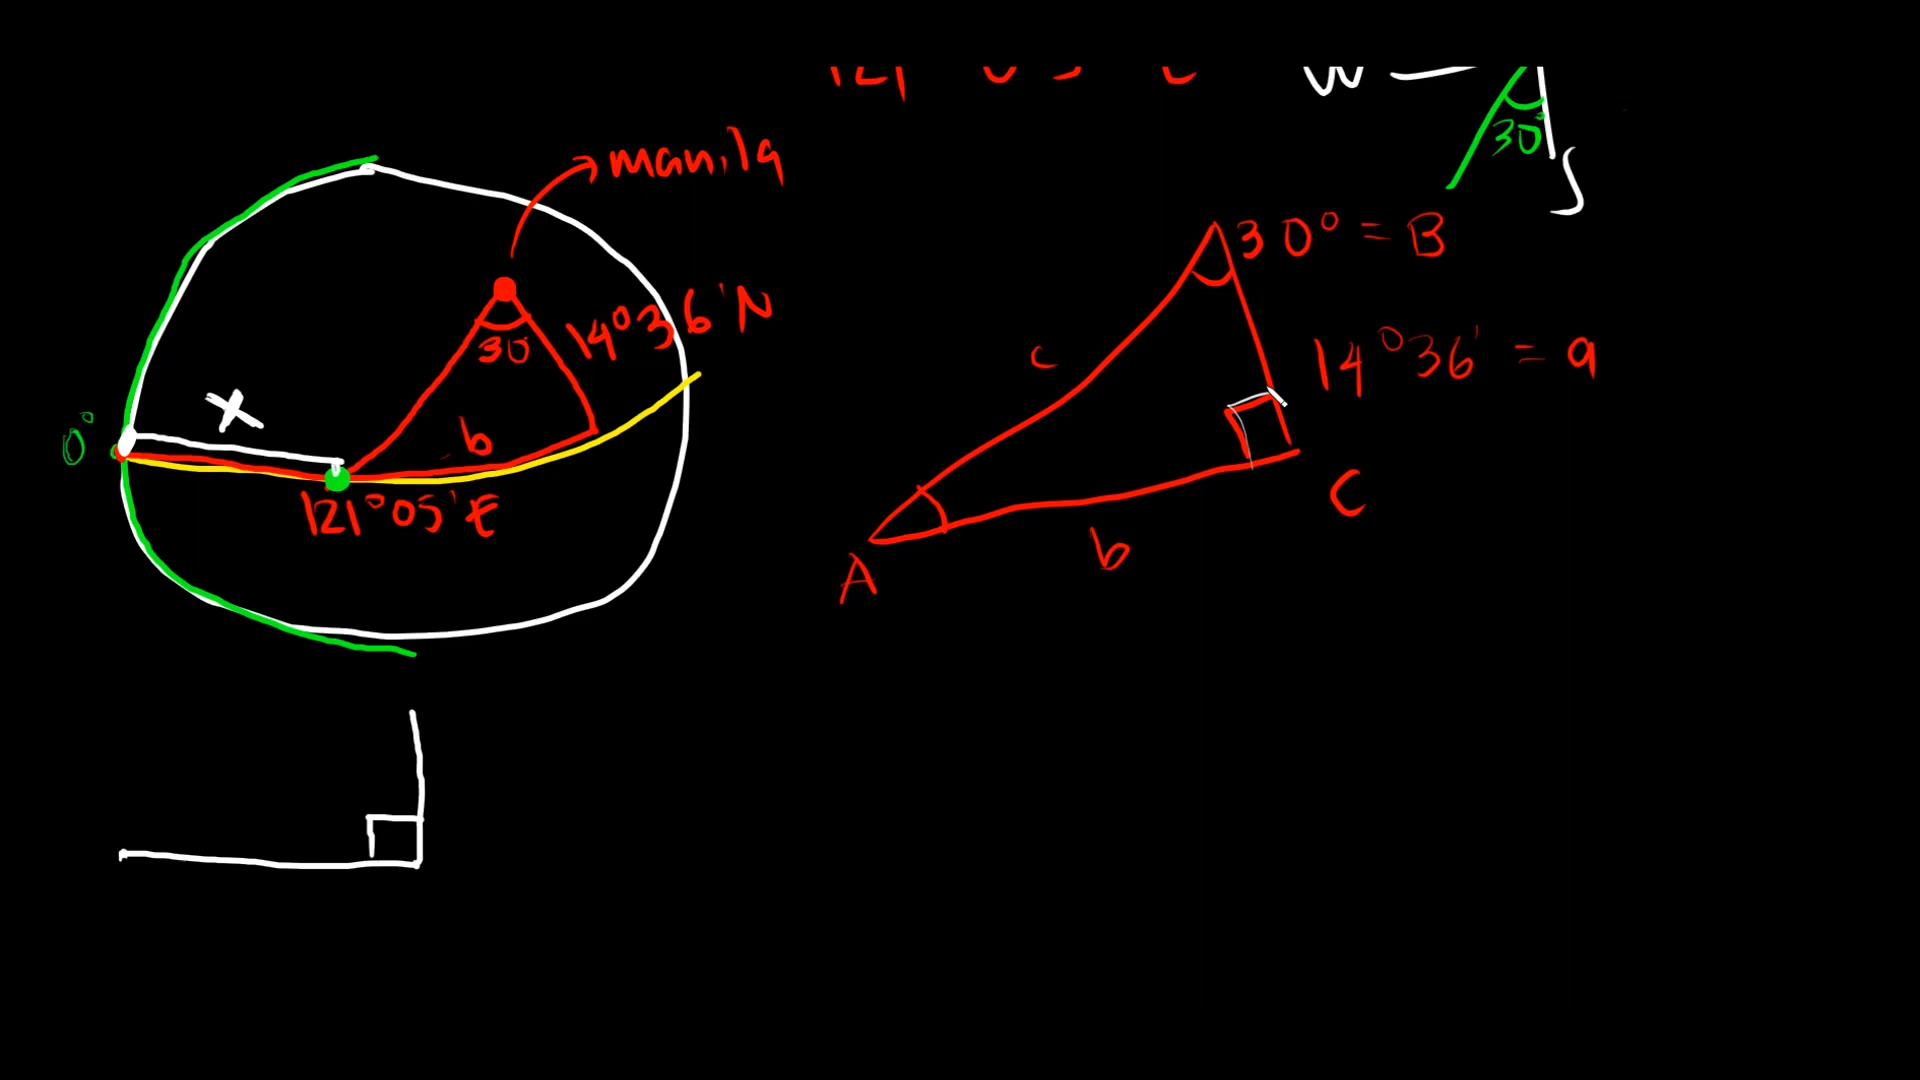 W
30°
S
manila
30° = B
14°36'N
30
c
14°36' = a
0°
x
b
121°05'E
C
b
A